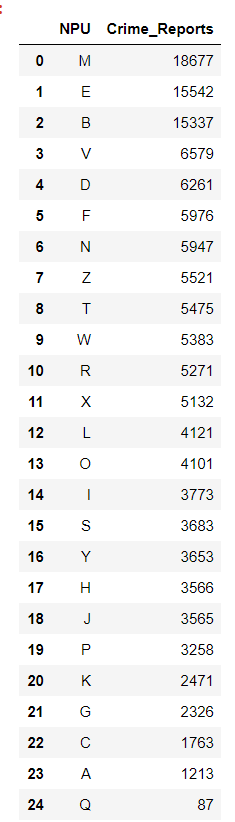 :
NPU Crime_Reports
0 M 18677
1 E 15542
2 B 15337
3 V 6579
4 D 6261
5 F 5976
6 N 5947
7 Z 5521
8 T 5475
9 W 5383
10 R 5271
11 X 5132
12 L 4121
13 O 4101
14 I 3773
15 S 3683
16 Y 3653
17 H 3566
18 J 3565
19 P 3258
20 K 2471
21 G 2326
22 C 1763
23 A 1213
24 Q 87